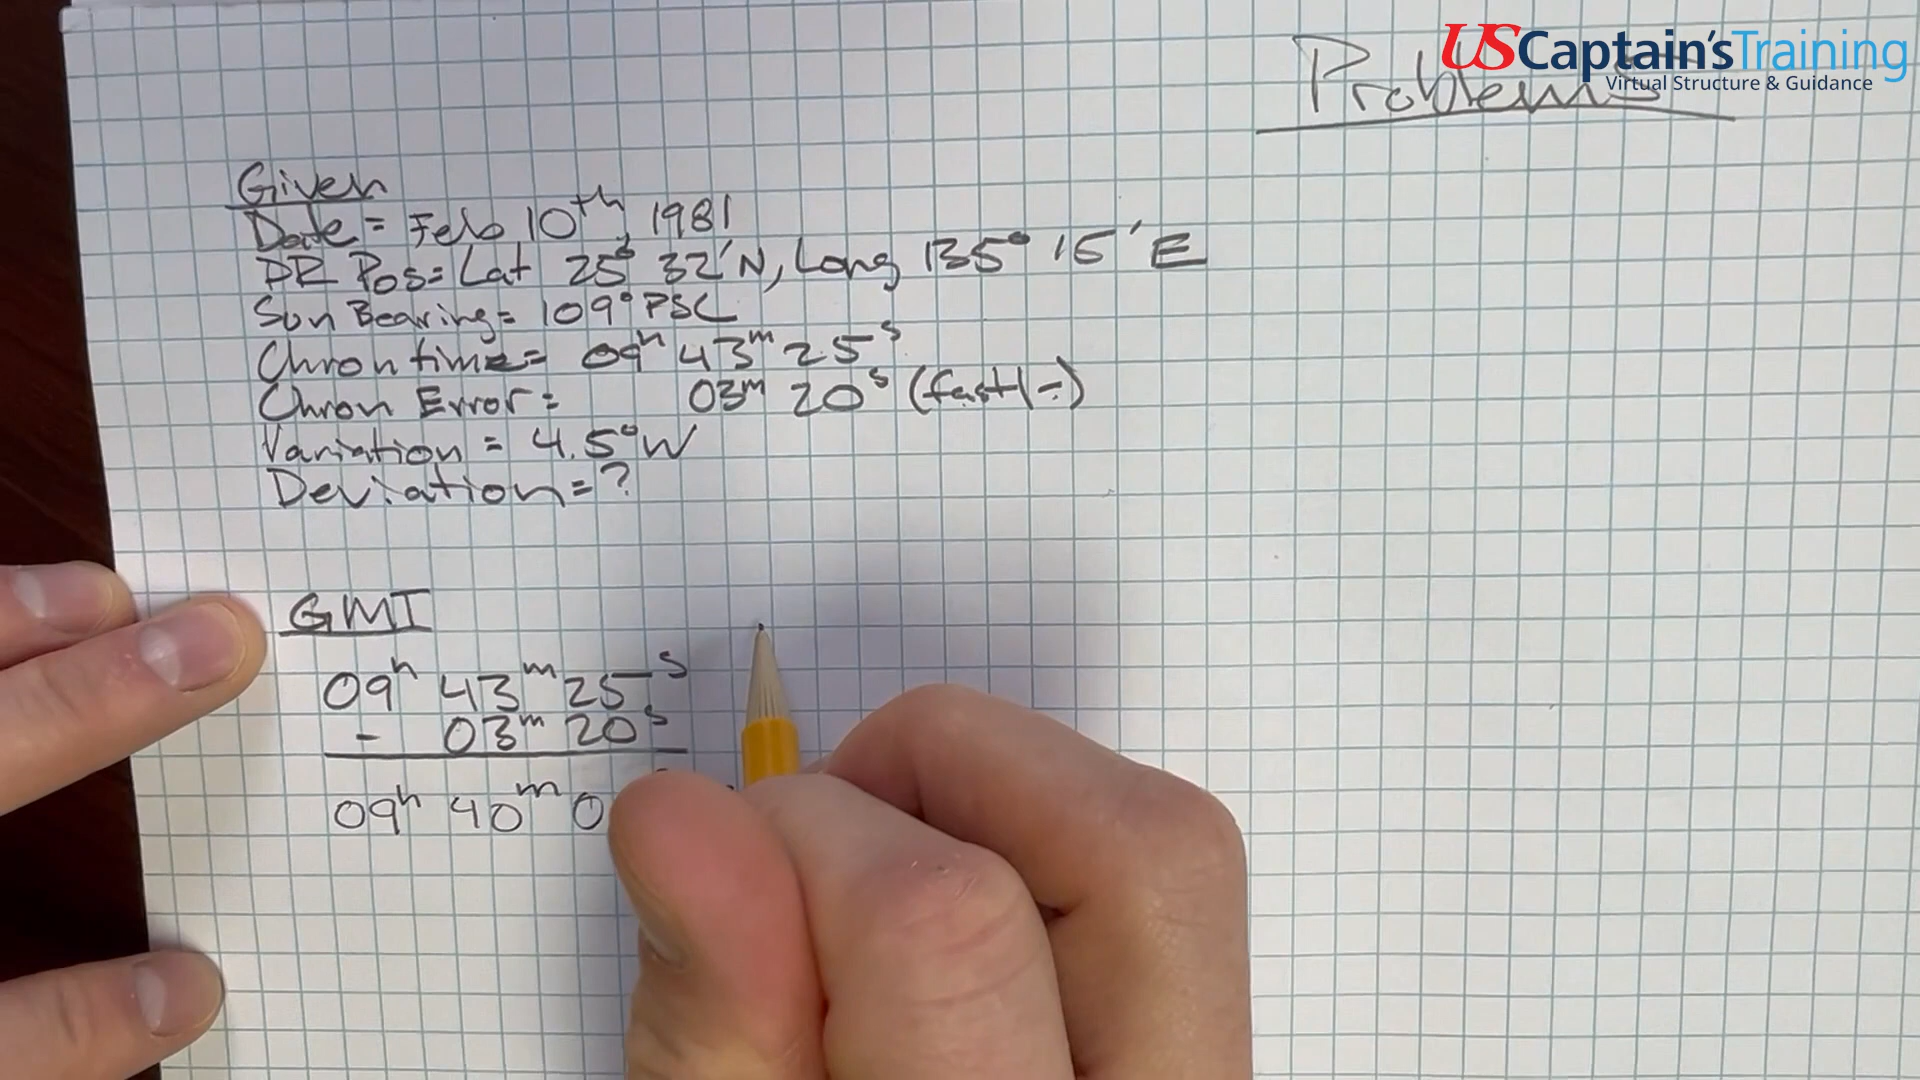 USCaptain'sTraining
Virtual Structure & Guidance
Problems
Given
Date = Feb 10th, 1981
DR Pos = Lat 25° 32' N, Long 135° 15' E
Sun Bearing = 109° PSC
Chron time = 09h 43m 25s
Chron Error = 03m 20s (fast/-)
Variation = 4.5° W
Deviation = ?
GMT
09h 43m 25s
- 03m 20s
09h 40m 0